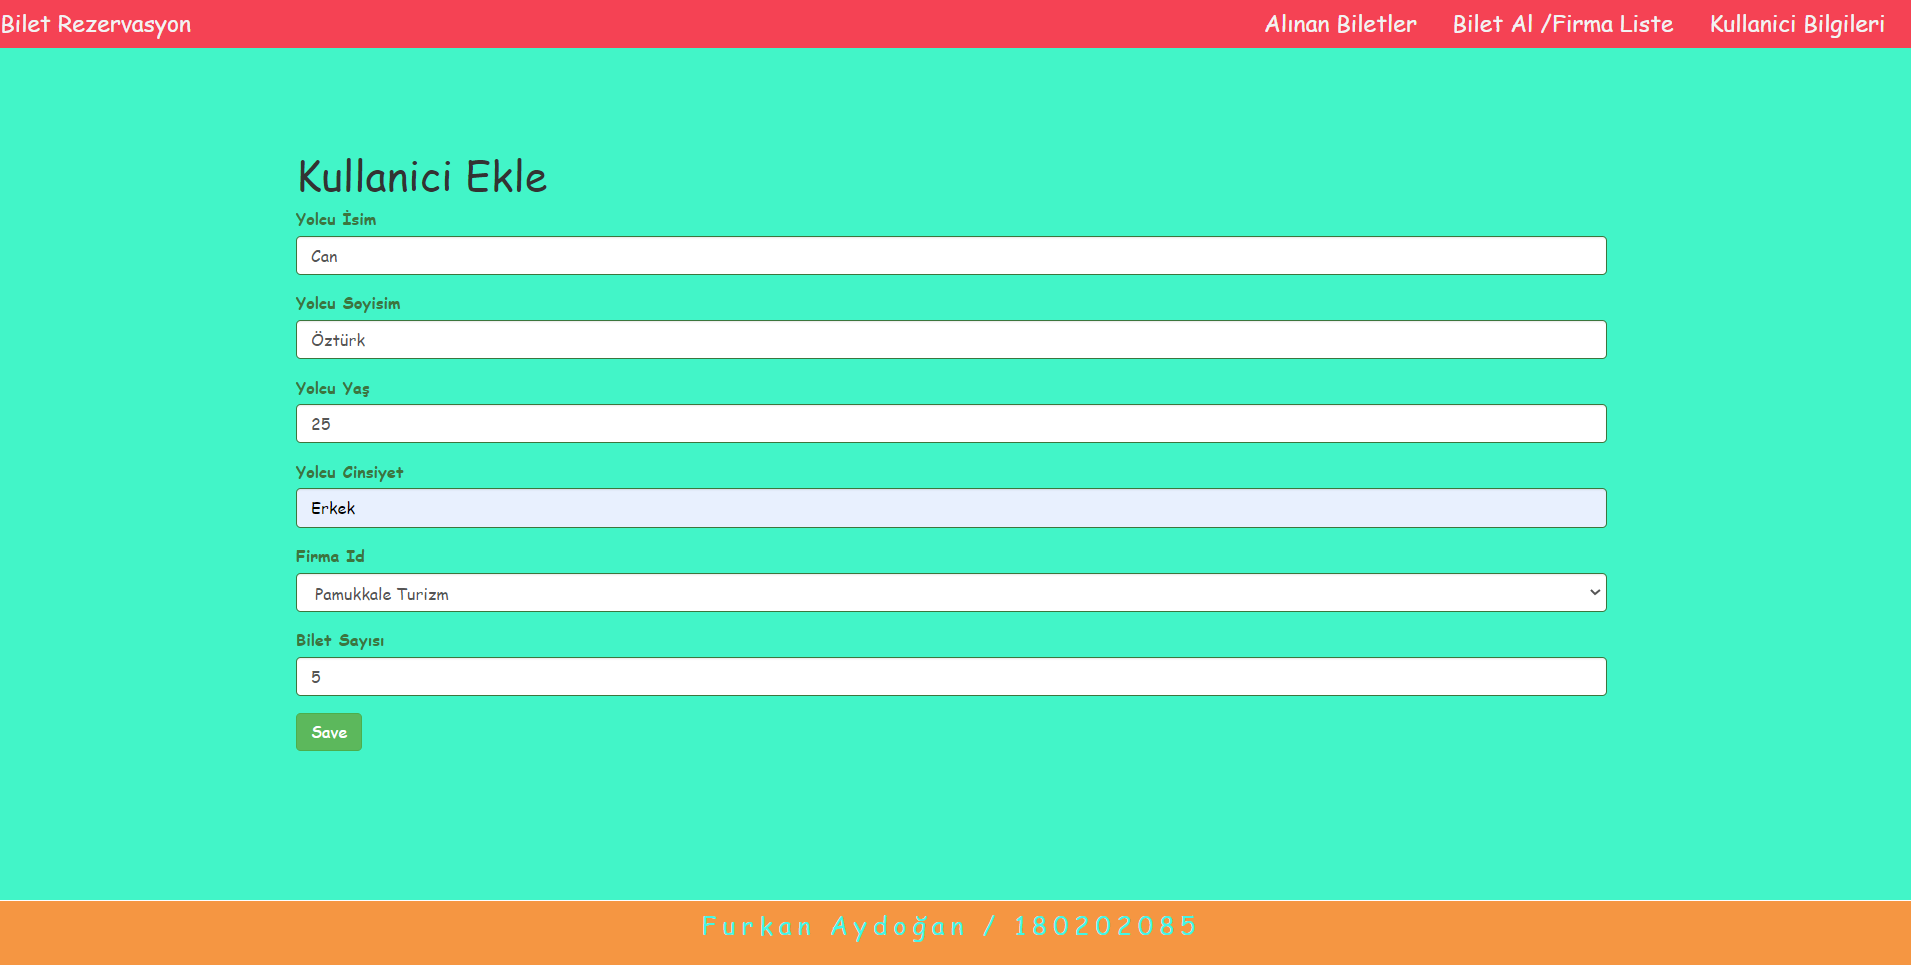 Bilet Rezervasyon Alınan Biletler Bilet Al /Firma Liste Kullanici Bilgileri
Kullanici Ekle
Yolcu İsim
Can
Yolcu Soyisim
Öztürk
Yolcu Yaş
25
Yolcu Cinsiyet
Erkek
Firma Id
Pamukkale Turizm
Bilet Sayısı
5
Save
Furkan Aydoğan / 180202085